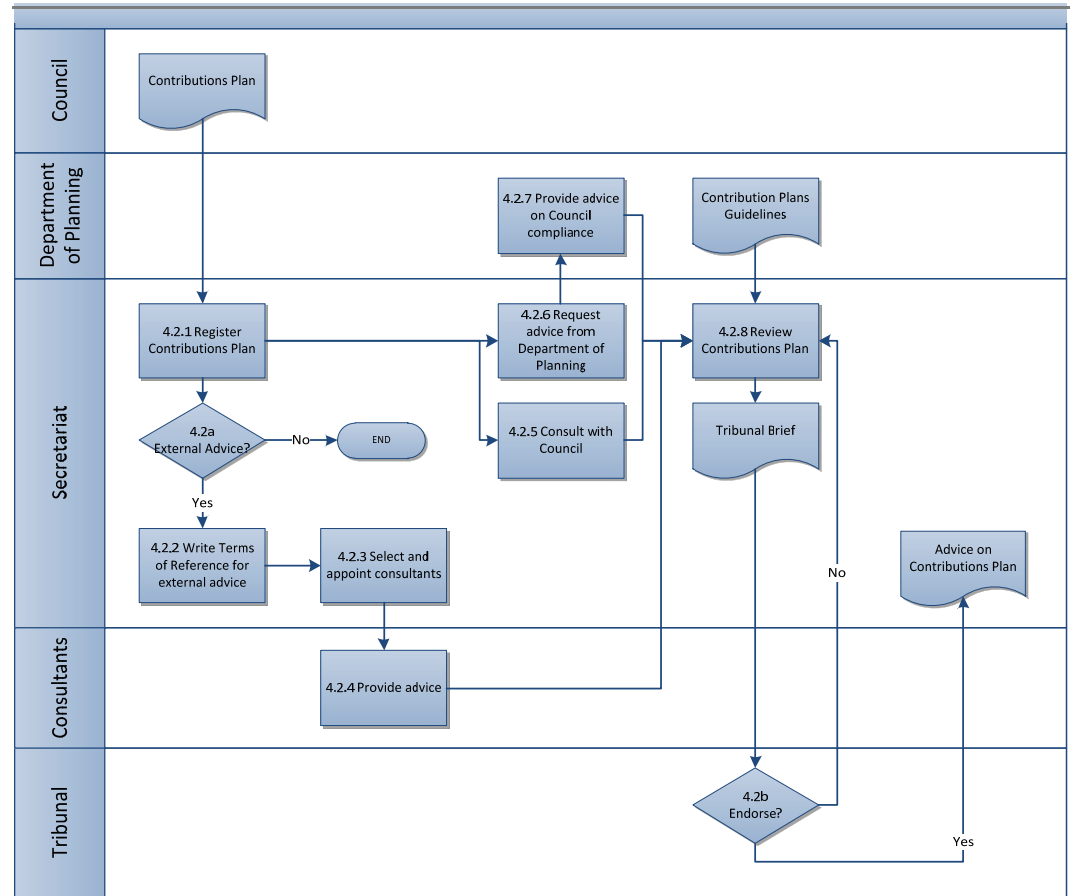 Council
Contributions Plan
Department
of Planning
4.2.7 Provide advice
on Council
compliance
Contribution Plans
Guidelines
Secretariat
4.2.1 Register
Contributions Plan
4.2.6 Request
advice from
Department of
Planning
4.2.8 Review
Contributions Plan
4.2a
External Advice?
No
END
4.2.5 Consult with
Council
Tribunal Brief
Yes
4.2.2 Write Terms
of Reference for
external advice
4.2.3 Select and
appoint consultants
No
Advice on
Contributions Plan
Consultants
4.2.4 Provide advice
Tribunal
4.2b
Endorse?
Yes